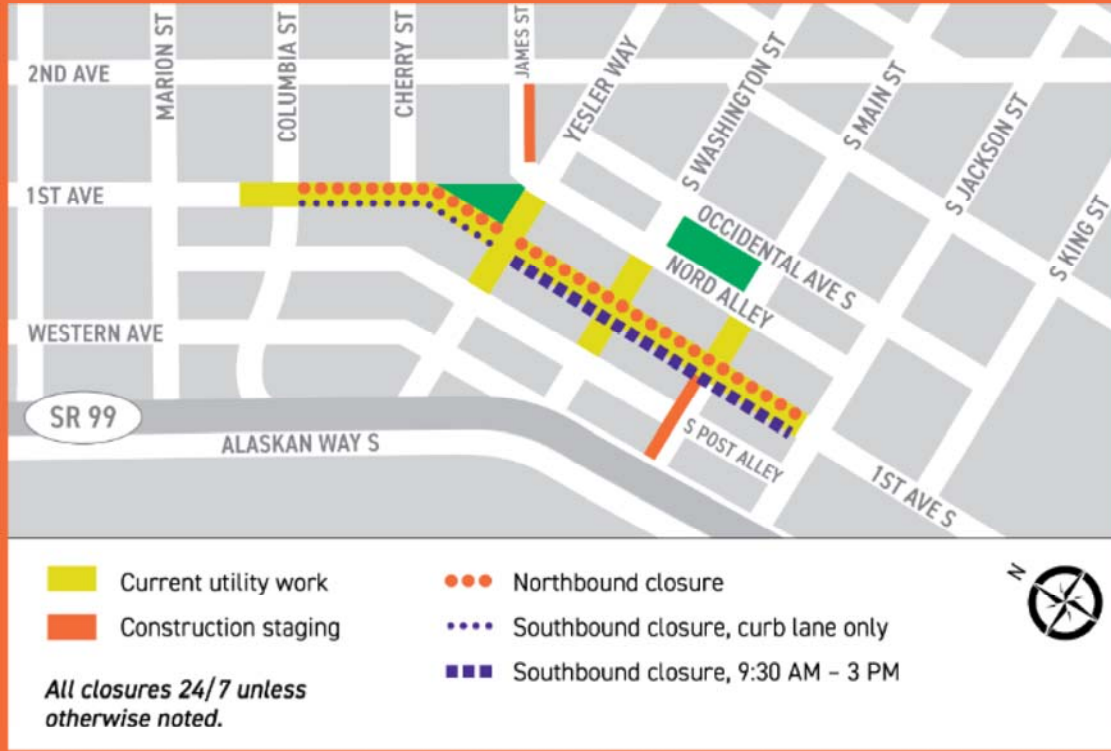 MARION ST
COLUMBIA ST
CHERRY ST
JAMES ST
YESLER WAY
S WASHINGTON ST
S MAIN ST
S JACKSON ST
S KING ST
2ND AVE
1ST AVE
OCCIDENTAL AVE S
NORD ALLEY
WESTERN AVE
SR 99
ALASKAN WAY S
S POST ALLEY
1ST AVE S
Current utility work
Construction staging
All closures 24/7 unless
otherwise noted.
Northbound closure
Southbound closure, curb lane only
Southbound closure, 9:30 AM – 3 PM
N